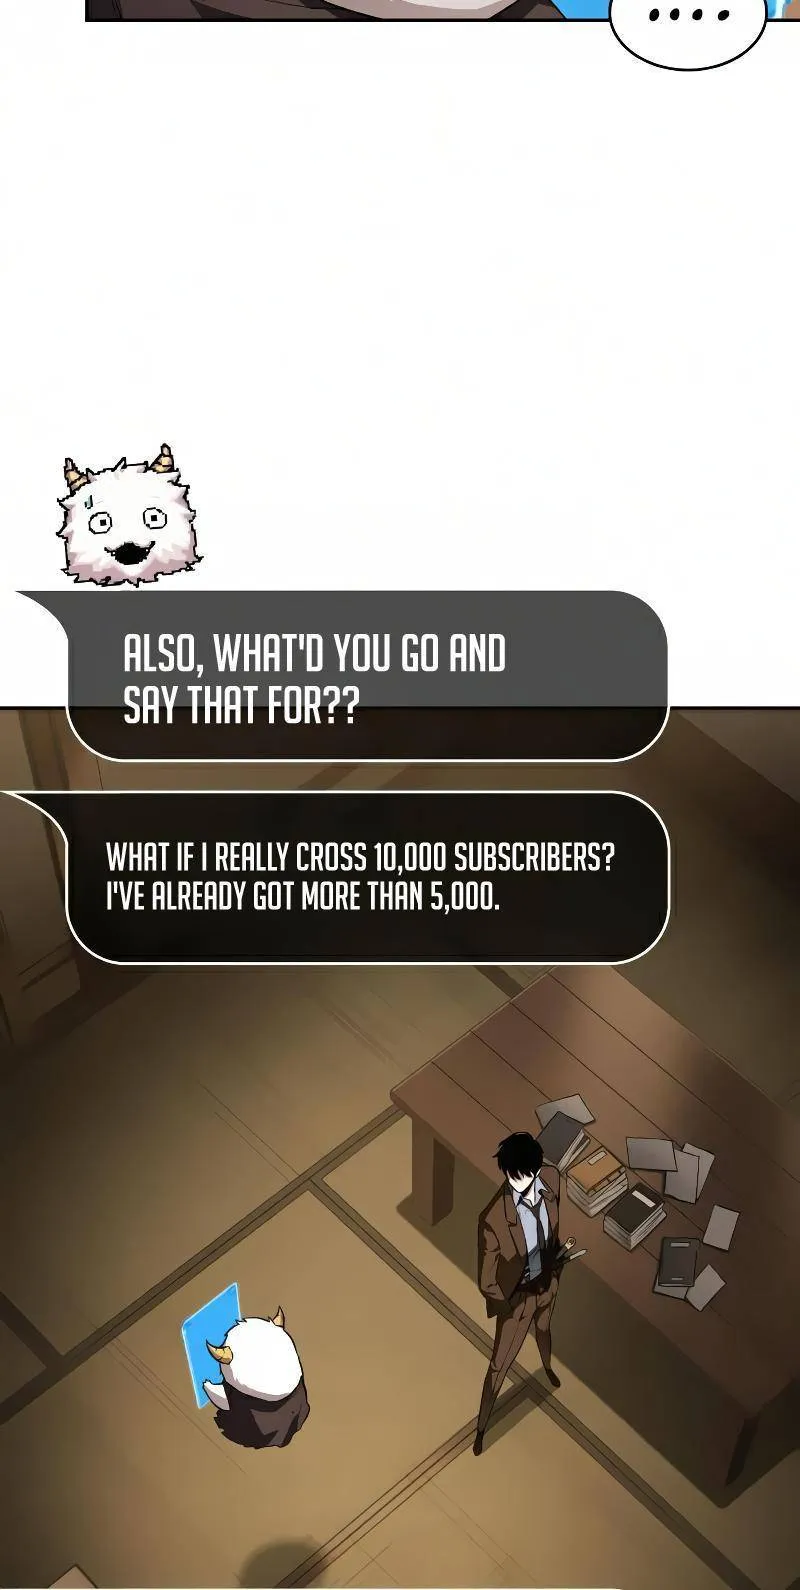 ....
ALSO, WHAT'D YOU GO AND
SAY THAT FOR??
WHAT IF I REALLY CROSS 10,000 SUBSCRIBERS?
I'VE ALREADY GOT MORE THAN 5,000.